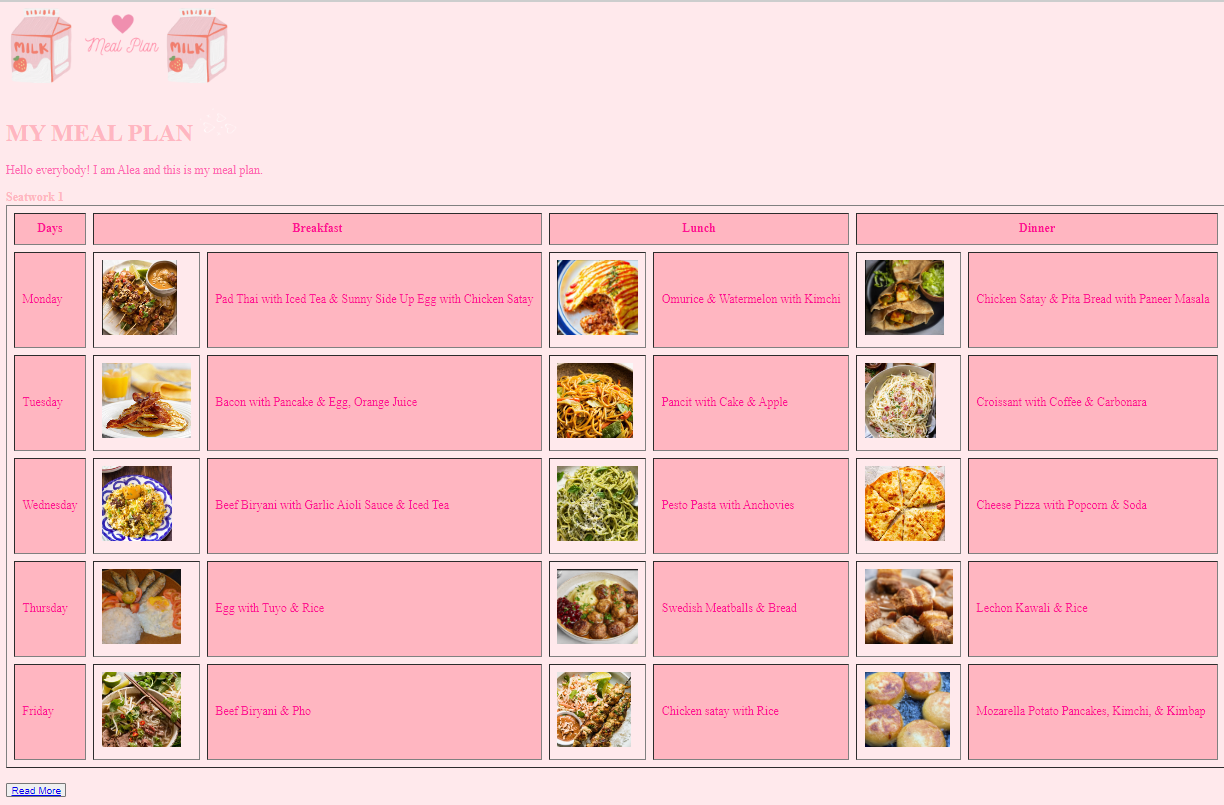 MILK Meal Plan MILK
MY MEAL PLAN
Hello everybody! I am Alea and this is my meal plan.
Seatwork 1
Days Breakfast Lunch Dinner
Monday Pad Thai with Iced Tea & Sunny Side Up Egg with Chicken Satay Omurice & Watermelon with Kimchi Chicken Satay & Pita Bread with Paneer Masala
Tuesday Bacon with Pancake & Egg, Orange Juice Pancit with Cake & Apple Croissant with Coffee & Carbonara
Wednesday Beef Biryani with Garlic Aioli Sauce & Iced Tea Pesto Pasta with Anchovies Cheese Pizza with Popcorn & Soda
Thursday Egg with Tuyo & Rice Swedish Meatballs & Bread Lechon Kawali & Rice
Friday Beef Biryani & Pho Chicken satay with Rice Mozarella Potato Pancakes, Kimchi, & Kimbap
Read More